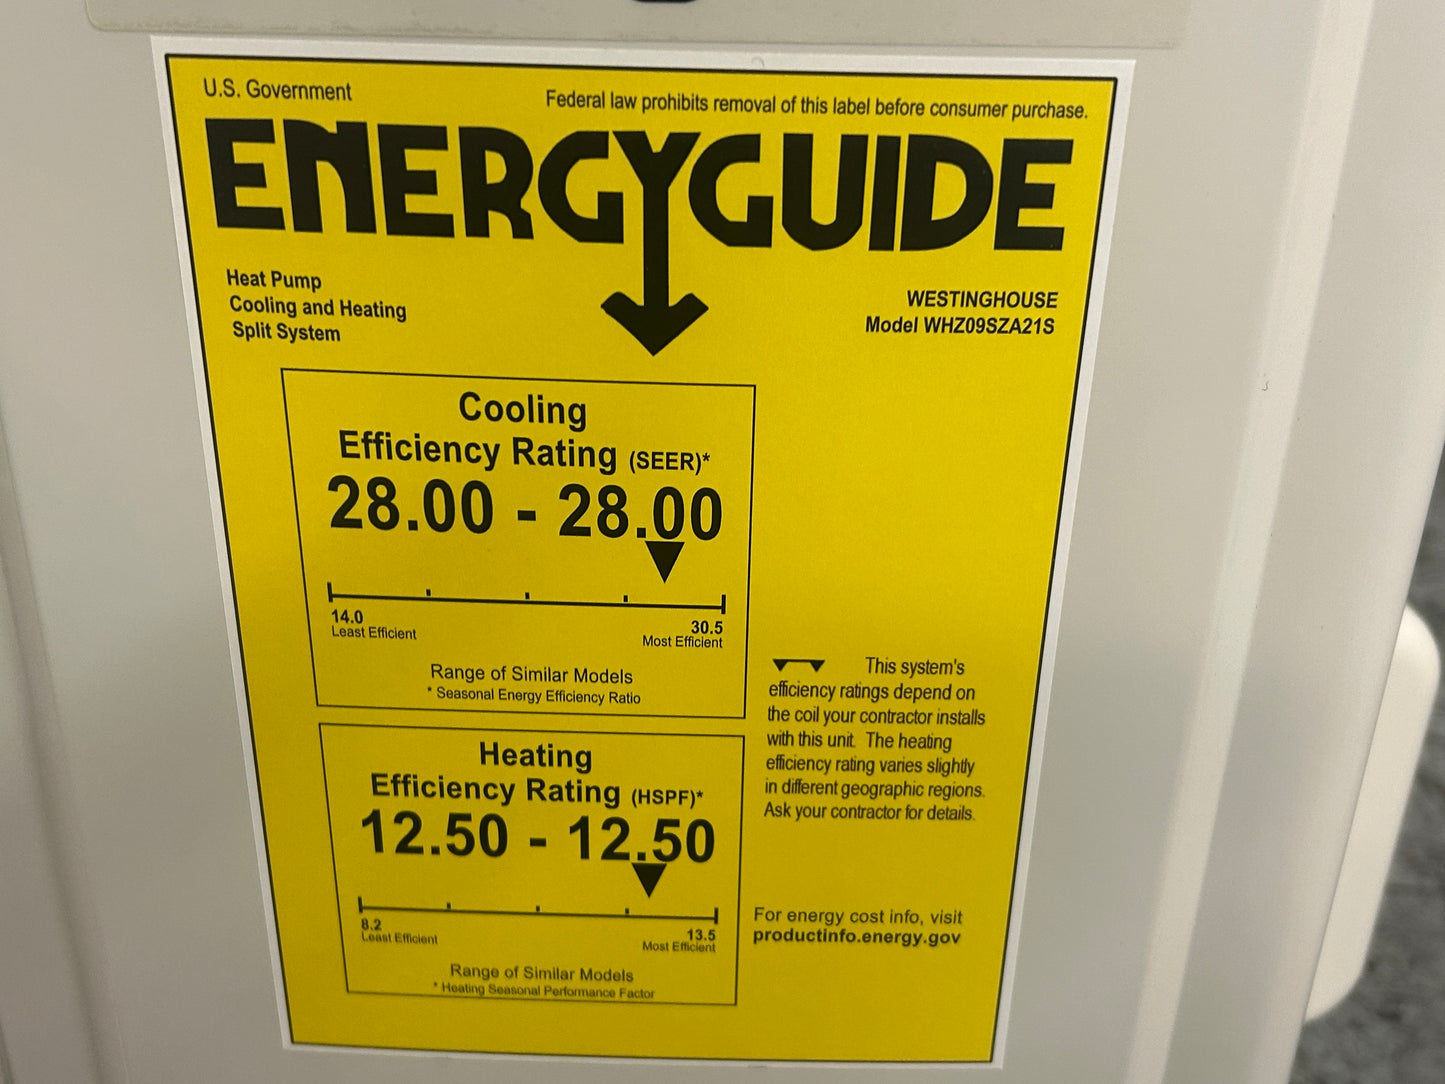 U.S. Government
Federal law prohibits removal of this label before consumer purchase.
ENERGYGUIDE
Heat Pump
Cooling and Heating
Split System
WESTINGHOUSE
Model WHZ09SZA21S
Cooling
Efficiency Rating (SEER)*
28.00 - 28.00
14.0
Least Efficient
30.5
Most Efficient
Range of Similar Models
* Seasonal Energy Efficiency Ratio
Heating
Efficiency Rating (HSPF)*
12.50 - 12.50
8.2
Least Efficient
13.5
Most Efficient
Range of Similar Models
* Heating Seasonal Performance Factor
This system's
efficiency ratings depend on
the coil your contractor installs
with this unit. The heating
efficiency rating varies slightly
in different geographic regions.
Ask your contractor for details.
For energy cost info, visit
productinfo.energy.gov